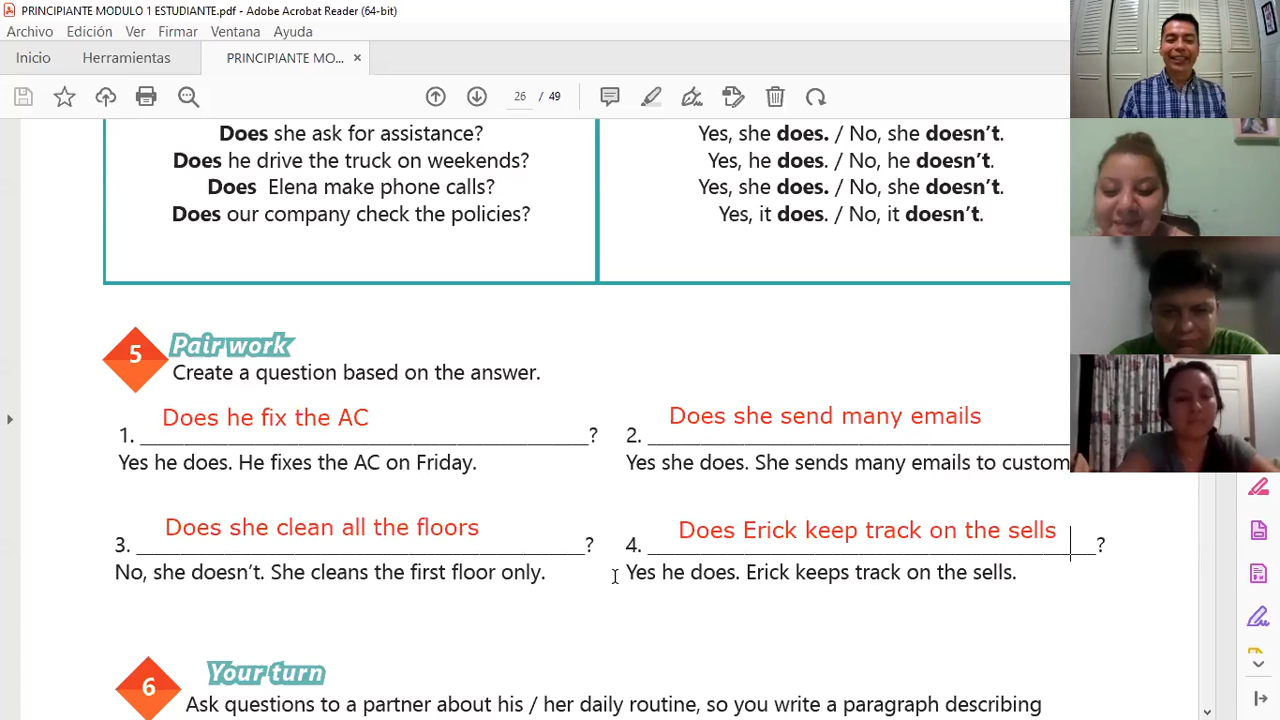 PRINCIPIANTE MODULO 1 ESTUDIANTE.pdf - Adobe Acrobat Reader (64-bit)
Archivo Edición Ver Firmar Ventana Ayuda
Inicio Herramientas PRINCIPIANTE MO... ×
26 / 49
Does she ask for assistance? Yes, she does. / No, she doesn't.
Does he drive the truck on weekends? Yes, he does. / No, he doesn't.
Does Elena make phone calls? Yes, she does. / No, she doesn't.
Does our company check the policies? Yes, it does. / No, it doesn't.
5 Pair work
Create a question based on the answer.
Does he fix the AC Does she send many emails
1. ? 2.
Yes he does. He fixes the AC on Friday. Yes she does. She sends many emails to custom
Does she clean all the floors Does Erick keep track on the sells
3. ? 4. ?
No, she doesn't. She cleans the first floor only. Yes he does. Erick keeps track on the sells.
6 Your turn
Ask questions to a partner about his / her daily routine, so you write a paragraph describing